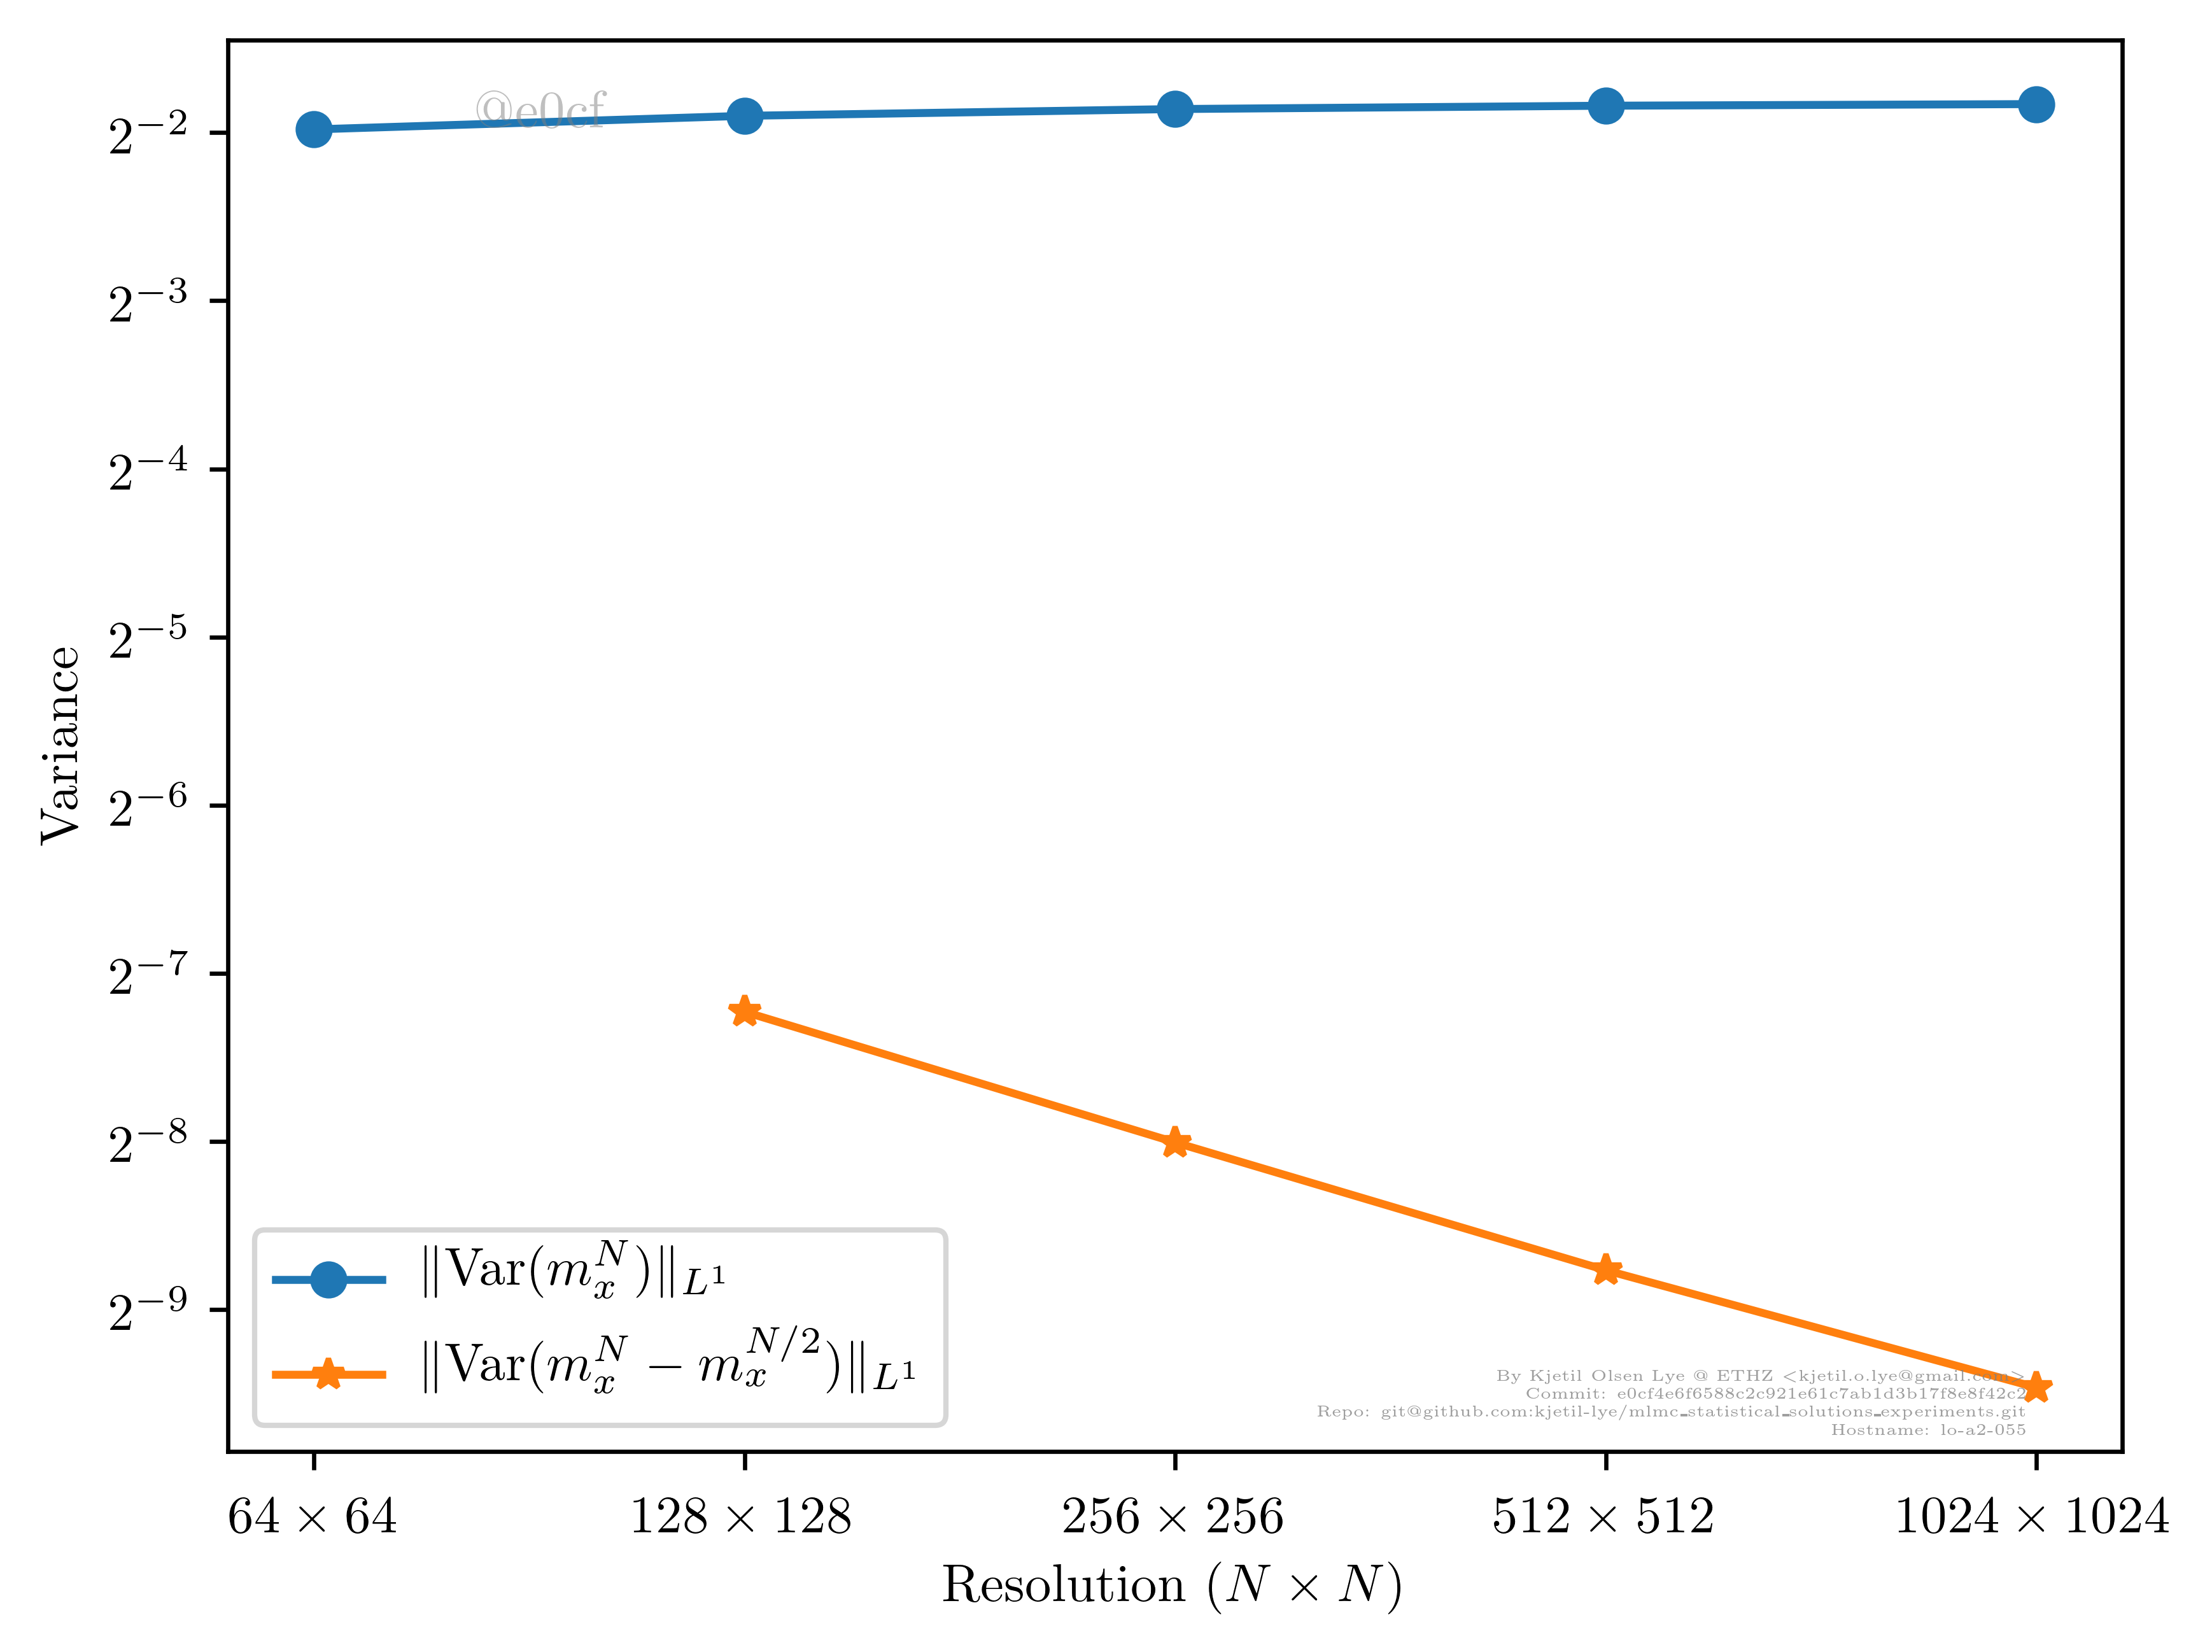 @e0cf
2⁻²
2⁻³
2⁻⁴
2⁻⁵
2⁻⁶
2⁻⁷
2⁻⁸
2⁻⁹
Variance
‖Var(m_x^N)‖_{L^1}
‖Var(m_x^N − m_x^{N/2})‖_{L^1}
By Kjetil Olsen Lye @ ETHZ <kjetil.o.lye@gmail.com>
Commit: e0cf4e6f6588c2c921e61c7ab1d3b17f8e8f42c2
Repo: git@github.com:kjetil-lye/mlmc_statistical_solutions_experiments.git
Hostname: lo-a2-055
64 × 64
128 × 128
256 × 256
512 × 512
1024 × 1024
Resolution (N × N)